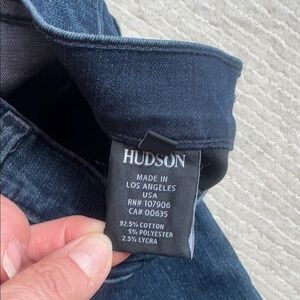 HUDSON
MADE IN
LOS ANGELES
USA
RN# 107906
CA# 00635
92.5% COTTON
5% POLYESTER
2.5% LYCRA